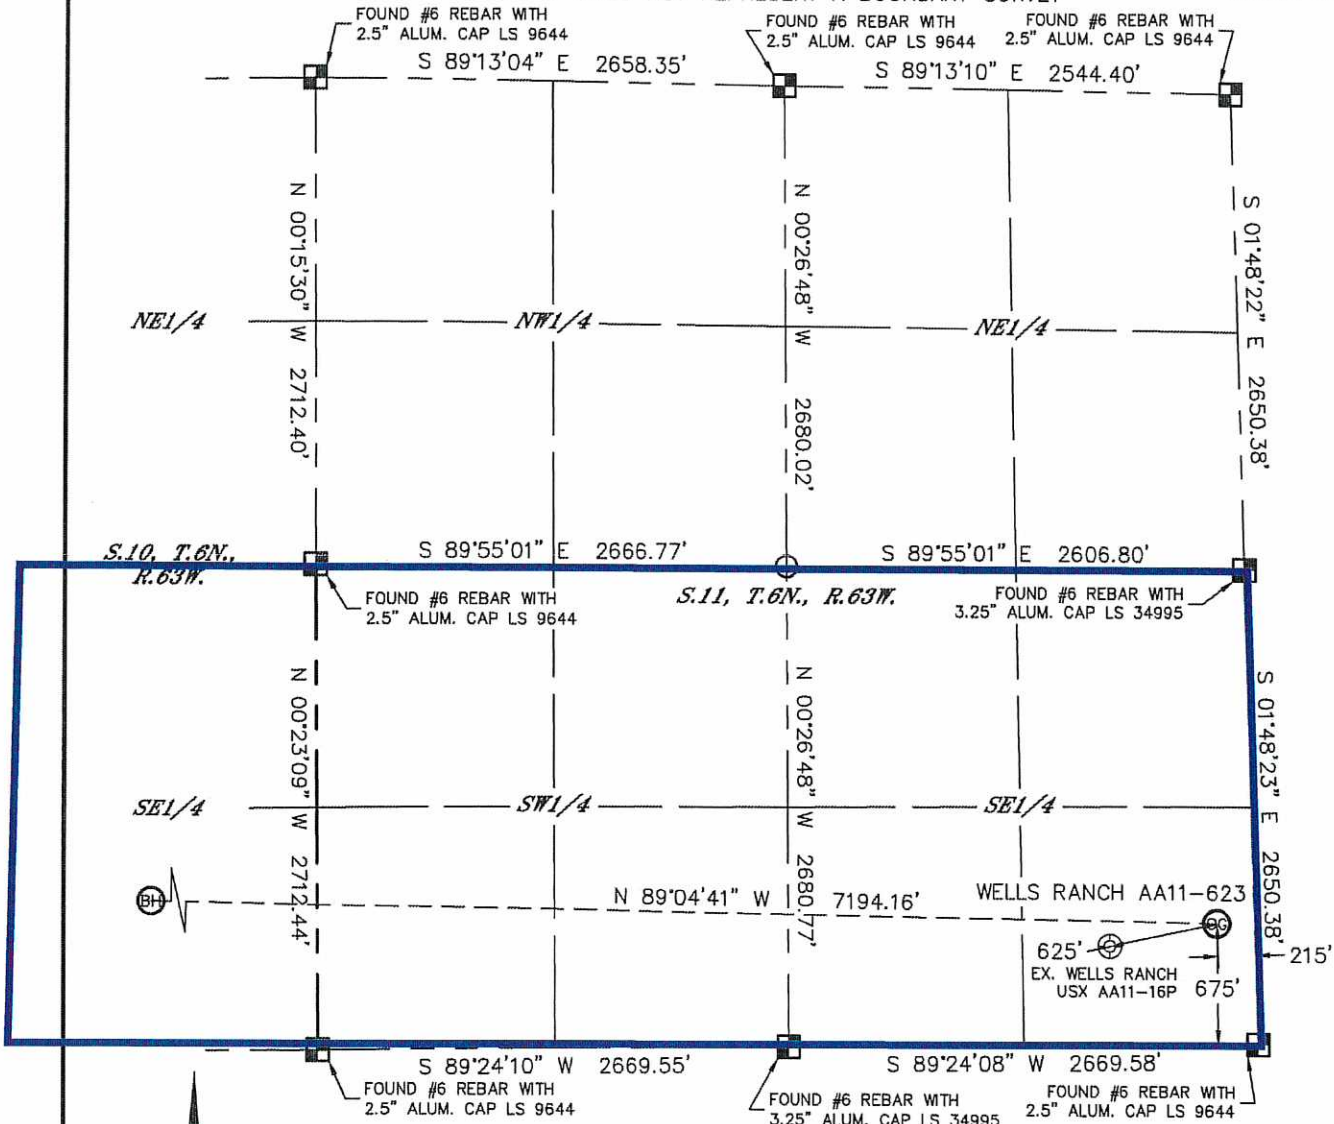 FOUND #6 REBAR WITH
2.5" ALUM. CAP LS 9644
FOUND #6 REBAR WITH
2.5" ALUM. CAP LS 9644
FOUND #6 REBAR WITH
2.5" ALUM. CAP LS 9644
S 89°13'04" E 2658.35'
S 89°13'10" E 2544.40'
N 00°15'30" W 2712.40'
N 00°26'48" W 2680.02'
S 01°48'22" E 2650.38'
NE1/4
NW1/4
NE1/4
S.10, T.6N.,
R.63W.
S 89°55'01" E 2666.77'
S 89°55'01" E 2606.80'
S.11, T.6N., R.63W.
FOUND #6 REBAR WITH
2.5" ALUM. CAP LS 9644
FOUND #6 REBAR WITH
3.25" ALUM. CAP LS 34995
N 00°23'09" W 2712.44'
N 00°26'48" W 2680.77'
S 01°48'23" E 2650.38'
SE1/4
SW1/4
SE1/4
BH
N 89°04'41" W 7194.16'
WELLS RANCH AA11-623
625'
EX. WELLS RANCH
USX AA11-16P
675'
215'
S 89°24'10" W 2669.55'
S 89°24'08" W 2669.58'
FOUND #6 REBAR WITH
2.5" ALUM. CAP LS 9644
FOUND #6 REBAR WITH
3.25" ALUM. CAP LS 34995
FOUND #6 REBAR WITH
2.5" ALUM. CAP LS 9644